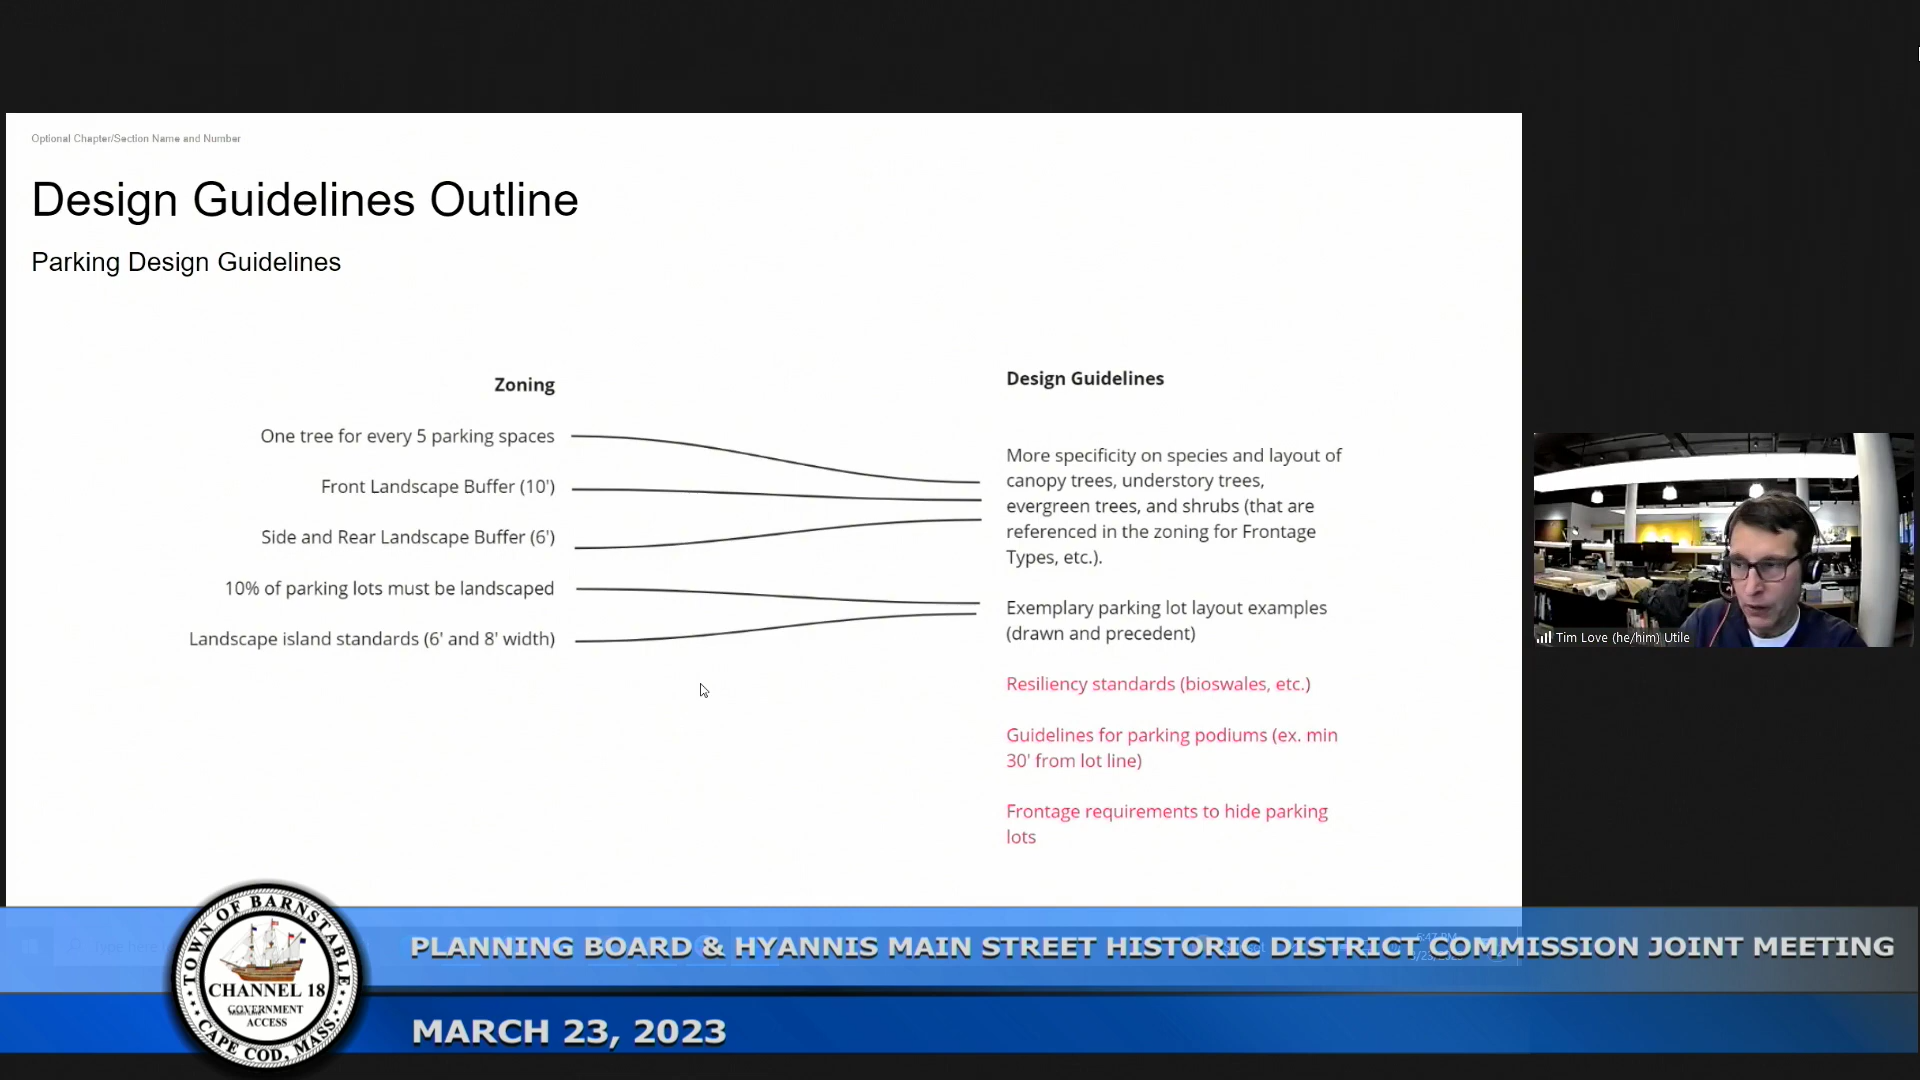 Optional Chapter/Section Name and Number
Design Guidelines Outline
Parking Design Guidelines
Zoning
One tree for every 5 parking spaces
Front Landscape Buffer (10')
Side and Rear Landscape Buffer (6')
10% of parking lots must be landscaped
Landscape island standards (6' and 8' width)
Design Guidelines
More specificity on species and layout of
canopy trees, understory trees,
evergreen trees, and shrubs (that are
referenced in the zoning for Frontage
Types, etc.).
Exemplary parking lot layout examples
(drawn and precedent)
Resiliency standards (bioswales, etc.)
Guidelines for parking podiums (ex. min
30' from lot line)
Frontage requirements to hide parking
lots
Tim Love (he/him) Utile
TOWN OF BARNSTABLE
CHANNEL 18
GOVERNMENT
ACCESS
CAPE COD, MASS.
PLANNING BOARD & HYANNIS MAIN STREET HISTORIC DISTRICT COMMISSION JOINT MEETING
MARCH 23, 2023